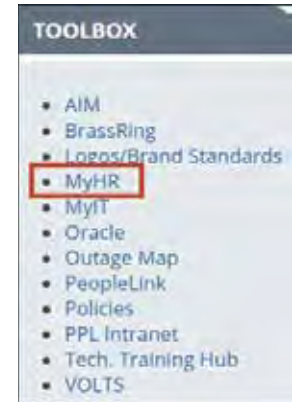 TOOLBOX
AIM
BrassRing
Logos/Brand Standards
MyHR
MyIT
Oracle
Outage Map
PeopleLink
Policies
PPL Intranet
Tech. Training Hub
VOLTS